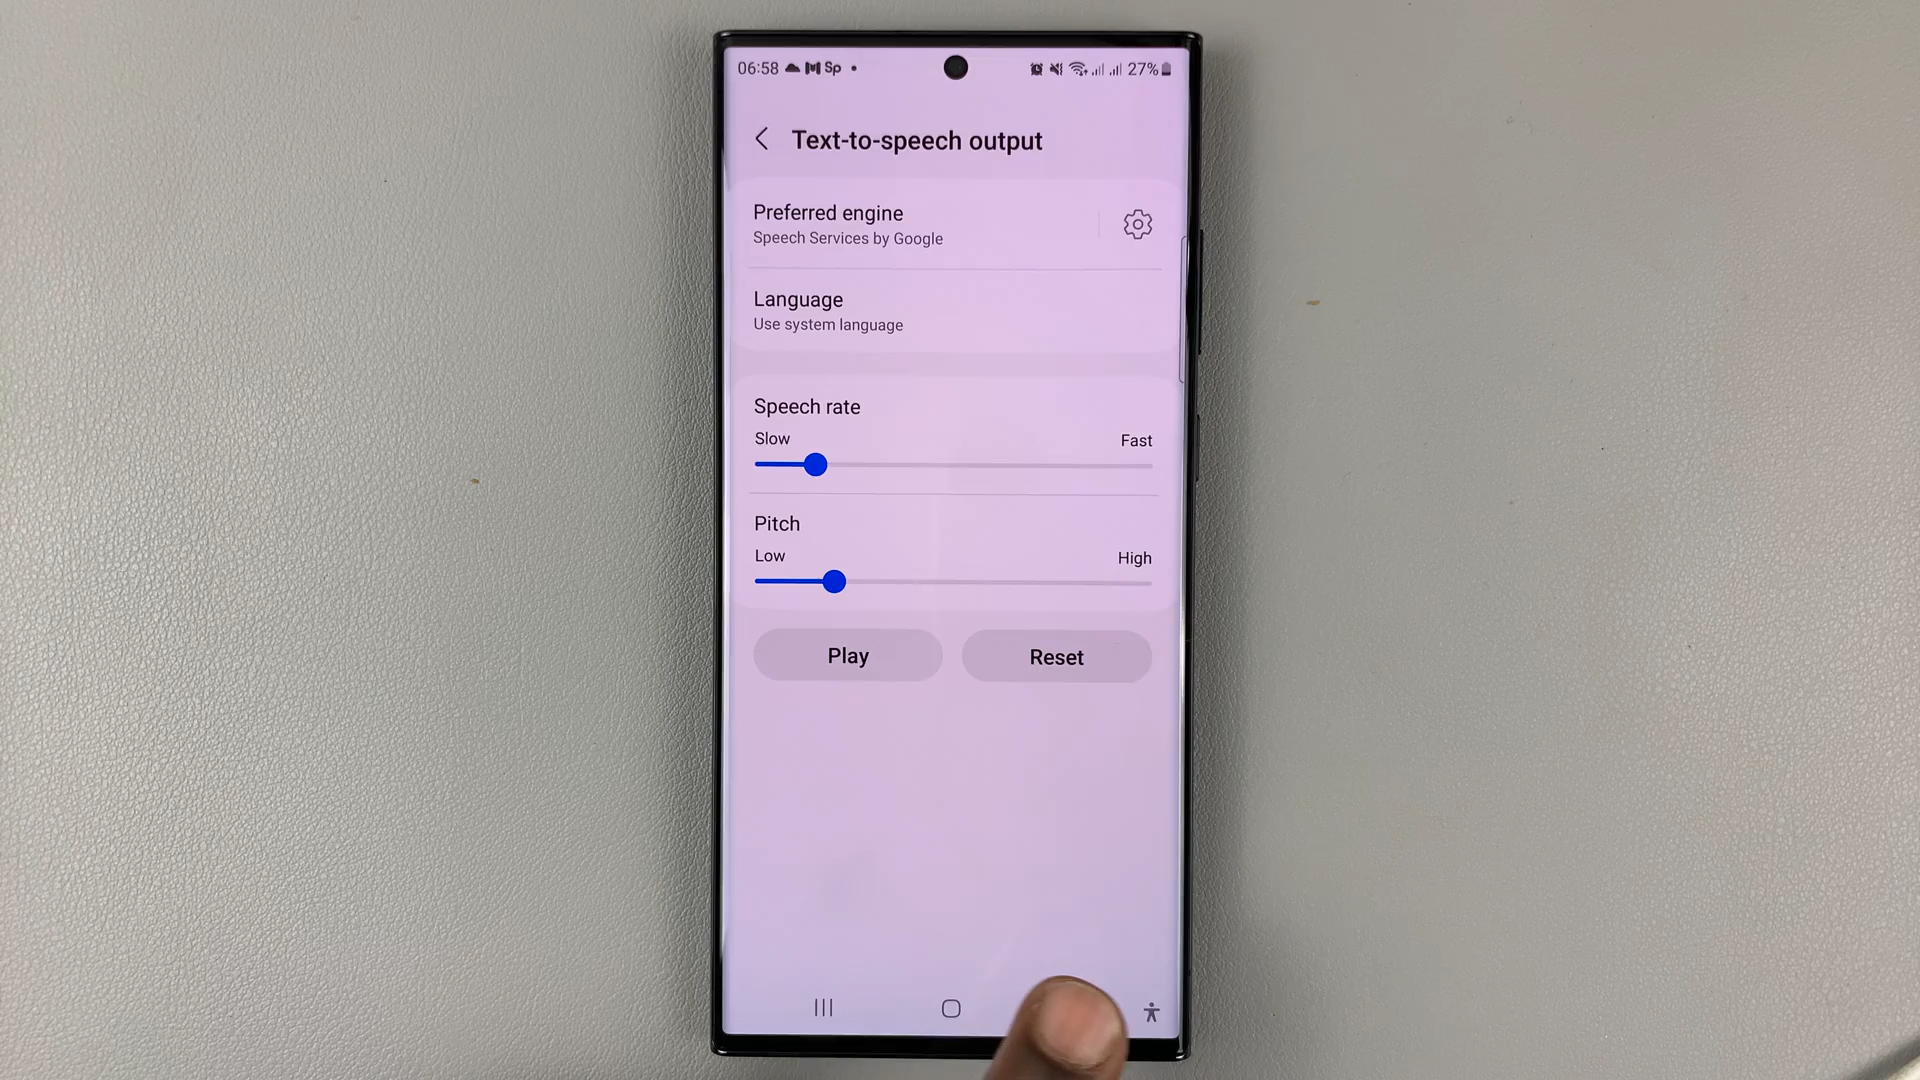 06:58 Sp 27%
Text-to-speech output
Preferred engine
Speech Services by Google
Language
Use system language
Speech rate
Slow Fast
Pitch
Low High
Play Reset